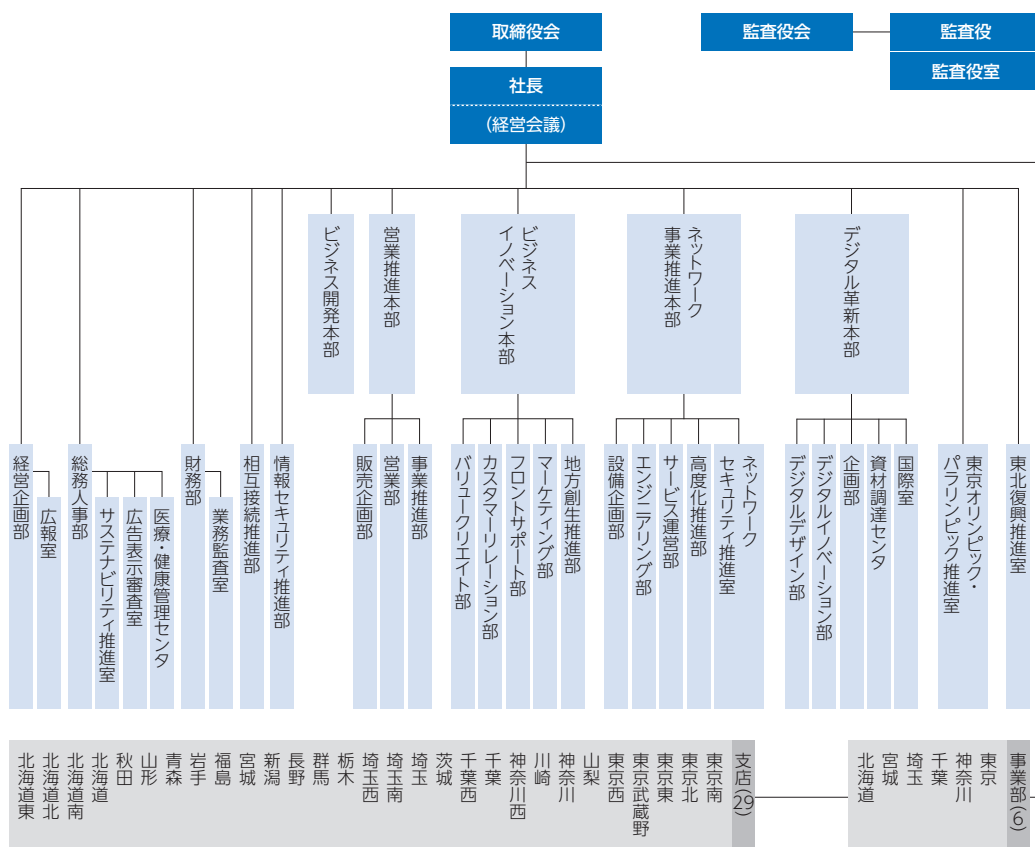 取締役会
監査役会
監査役
監査役室
社長
(経営会議)
ビジネス開発本部
営業推進本部
ビジネス
イノベーション本部
ネットワーク
事業推進本部
デジタル革新本部
経営企画部
広報室
総務人事部
サステナビリティ推進室
広告表示審査室
医療・健康管理センタ
財務部
業務監査室
相互接続推進部
情報セキュリティ推進部
販売企画部
営業部
事業推進部
バリュークリエイト部
カスタマーリレーション部
フロントサポート部
マーケティング部
地方創生推進部
設備企画部
エンジニアリング部
サービス運営部
高度化推進部
ネットワーク
セキュリティ推進室
デジタルデザイン部
デジタルイノベーション部
企画部
資材調達センタ
国際室
東京オリンピック・
パラリンピック推進室
東北復興推進室
支店(29)
東京南
東京北
東京東
東京武蔵野
東京西
山梨
神奈川
川崎
神奈川西
千葉
千葉西
茨城
埼玉
埼玉南
埼玉西
栃木
群馬
長野
新潟
宮城
福島
岩手
青森
山形
秋田
北海道
北海道南
北海道北
北海道東
事業部(6)
東京
神奈川
千葉
埼玉
宮城
北海道